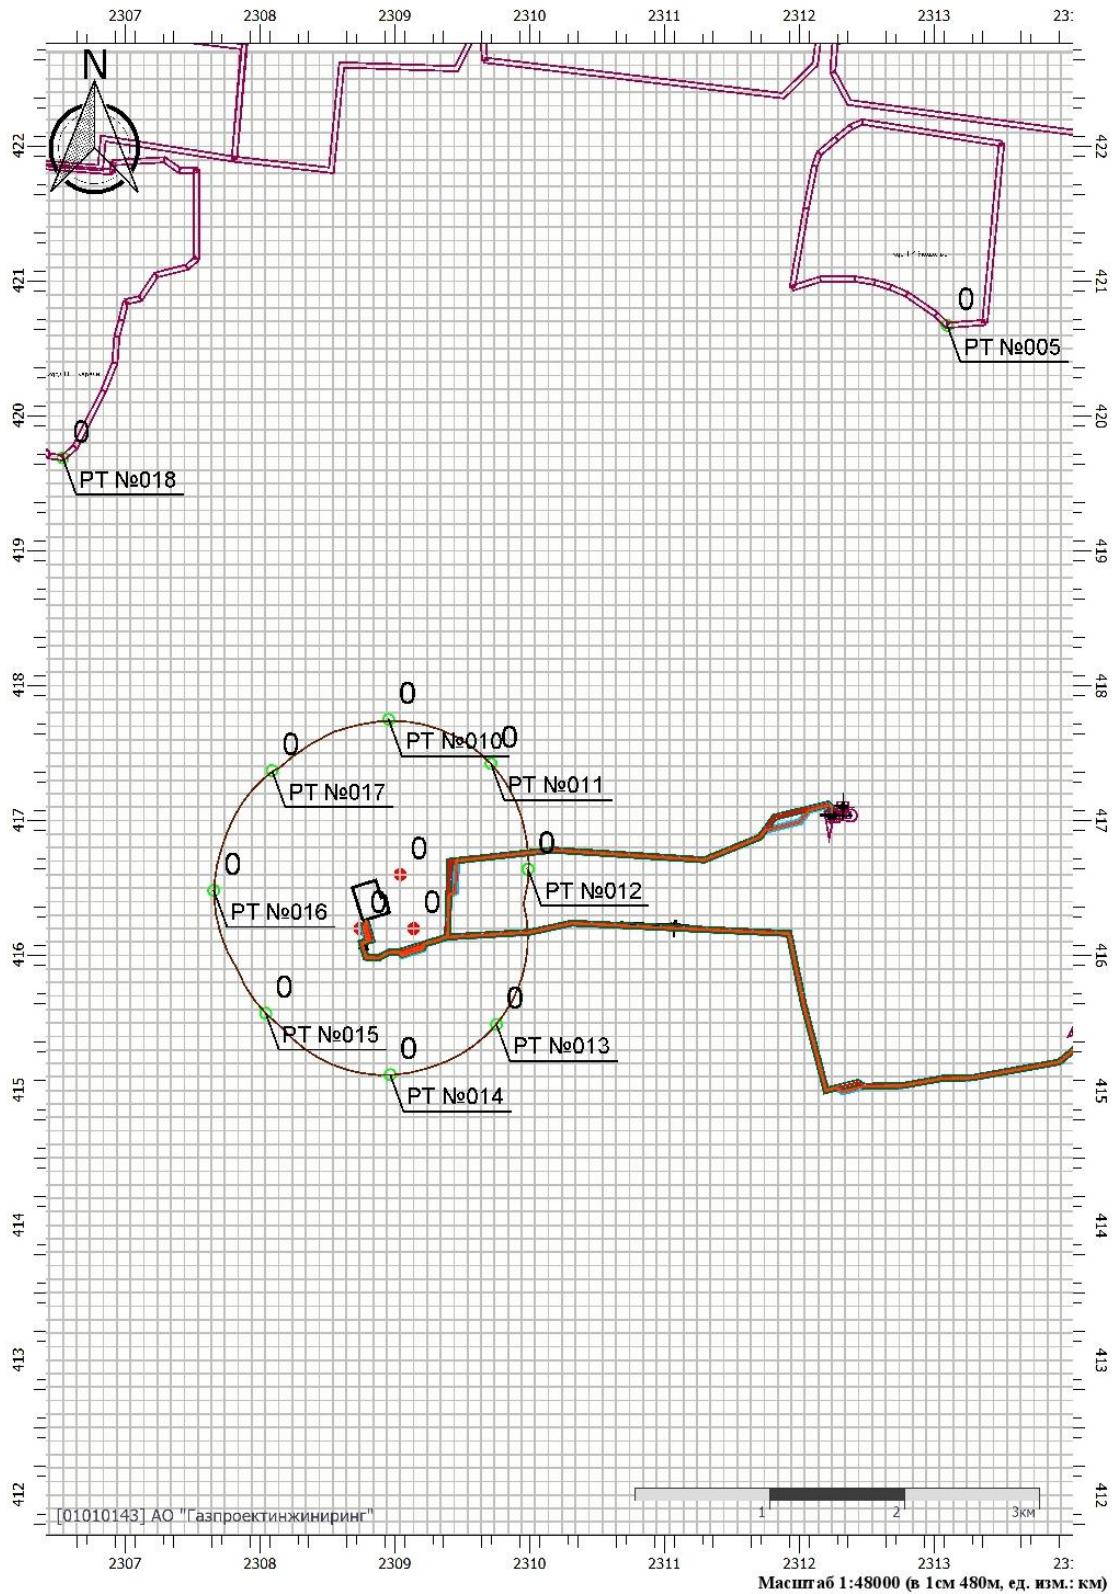 2307 2308 2309 2310 2311 2312 2313 23:
N
422 422
421 421
0
РТ №005
420 420
0
РТ №018
419 419
418 418
0
РТ №010
0
0
РТ №011
РТ №017
417 417
0
0
0
РТ №012
РТ №016
0
0
416 416
0
0
РТ №015
РТ №013
0
РТ №014
415 415
414 414
413 413
412 412
[01010143] АО "Газпроектинжиниринг"
1 2 3км
2307 2308 2309 2310 2311 2312 2313 23:
Масштаб 1:48000 (в 1см 480м, ед. изм.: км)